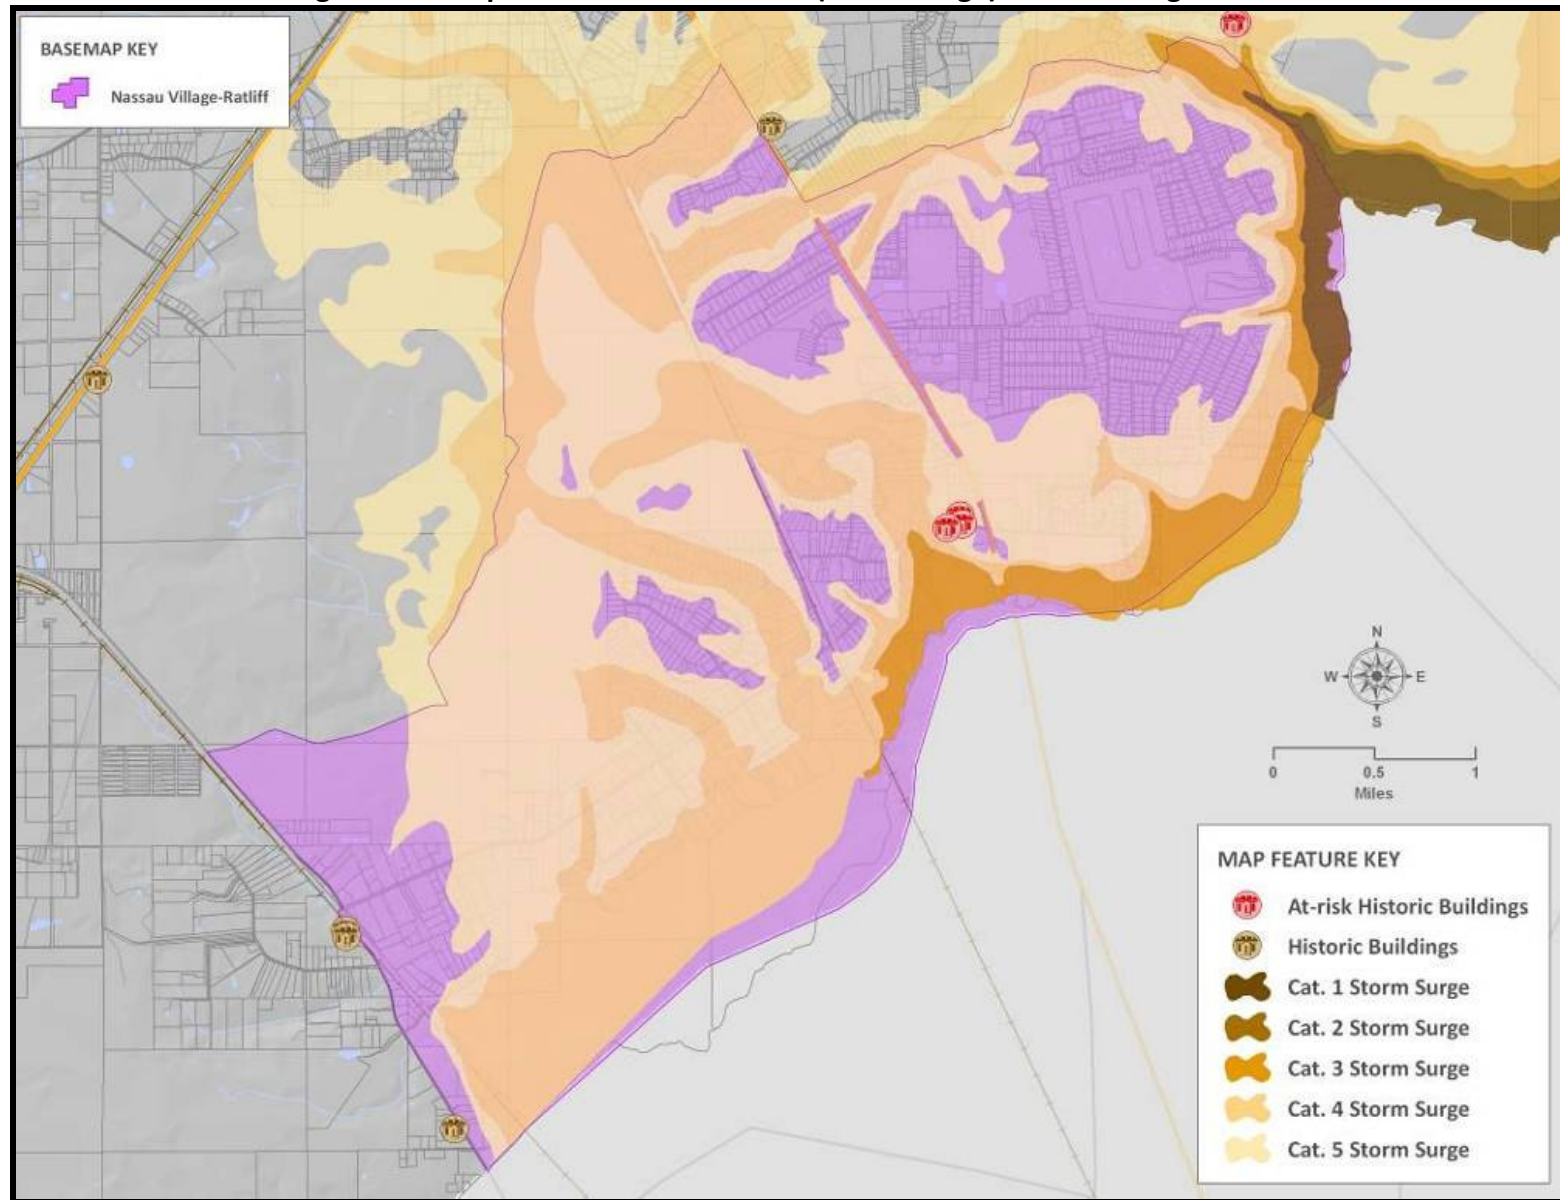 BASEMAP KEY
Nassau Village-Ratliff
N
W E
S
0 0.5 1
Miles
MAP FEATURE KEY
At-risk Historic Buildings
Historic Buildings
Cat. 1 Storm Surge
Cat. 2 Storm Surge
Cat. 3 Storm Surge
Cat. 4 Storm Surge
Cat. 5 Storm Surge